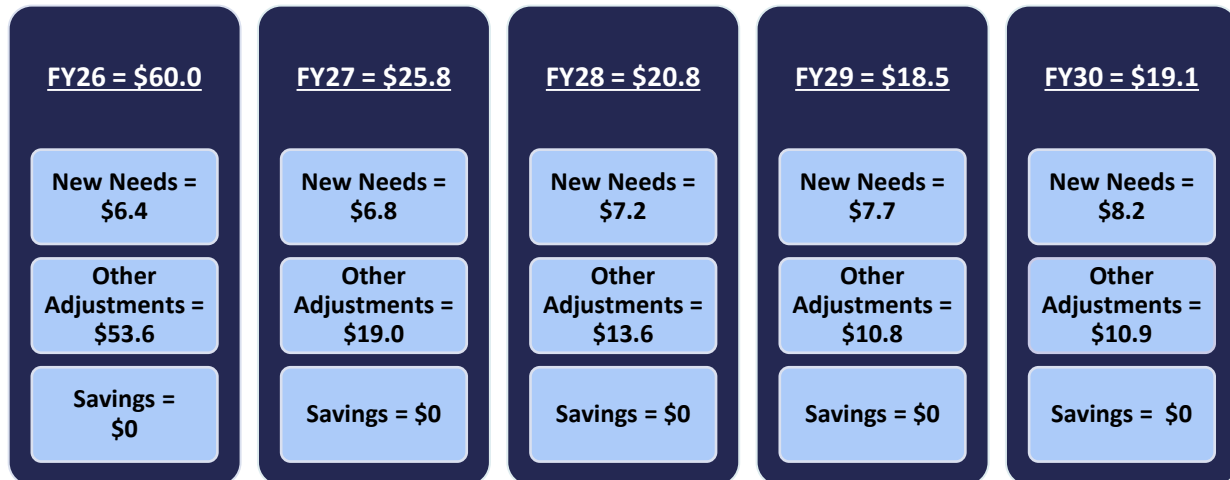 FY26 = $60.0
New Needs =
$6.4
Other
Adjustments =
$53.6
Savings =
$0
FY27 = $25.8
New Needs =
$6.8
Other
Adjustments =
$19.0
Savings = $0
FY28 = $20.8
New Needs =
$7.2
Other
Adjustments =
$13.6
Savings = $0
FY29 = $18.5
New Needs =
$7.7
Other
Adjustments =
$10.8
Savings = $0
FY30 = $19.1
New Needs =
$8.2
Other
Adjustments =
$10.9
Savings =  $0